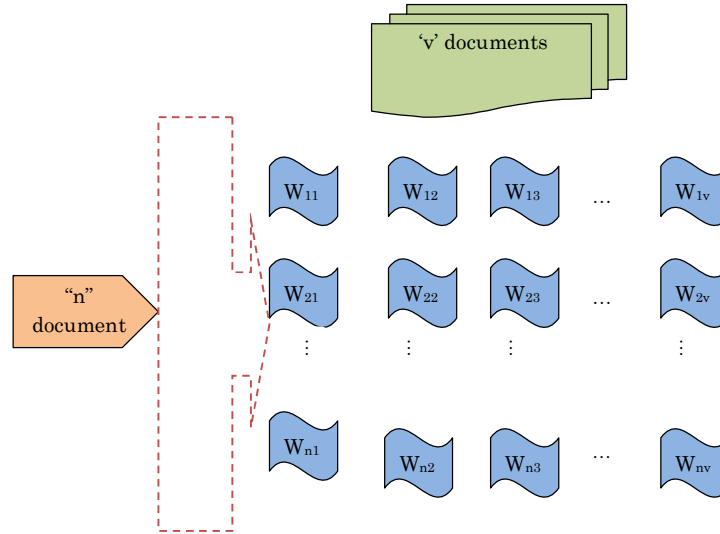 ‘v’ documents
W₁₁ W₁₂ W₁₃ ... W₁ᵥ
“n”
document
W₂₁ W₂₂ W₂₃ ... W₂ᵥ
⋮ ⋮ ⋮ ⋮
Wₙ₁ Wₙ₂ Wₙ₃ ... Wₙᵥ